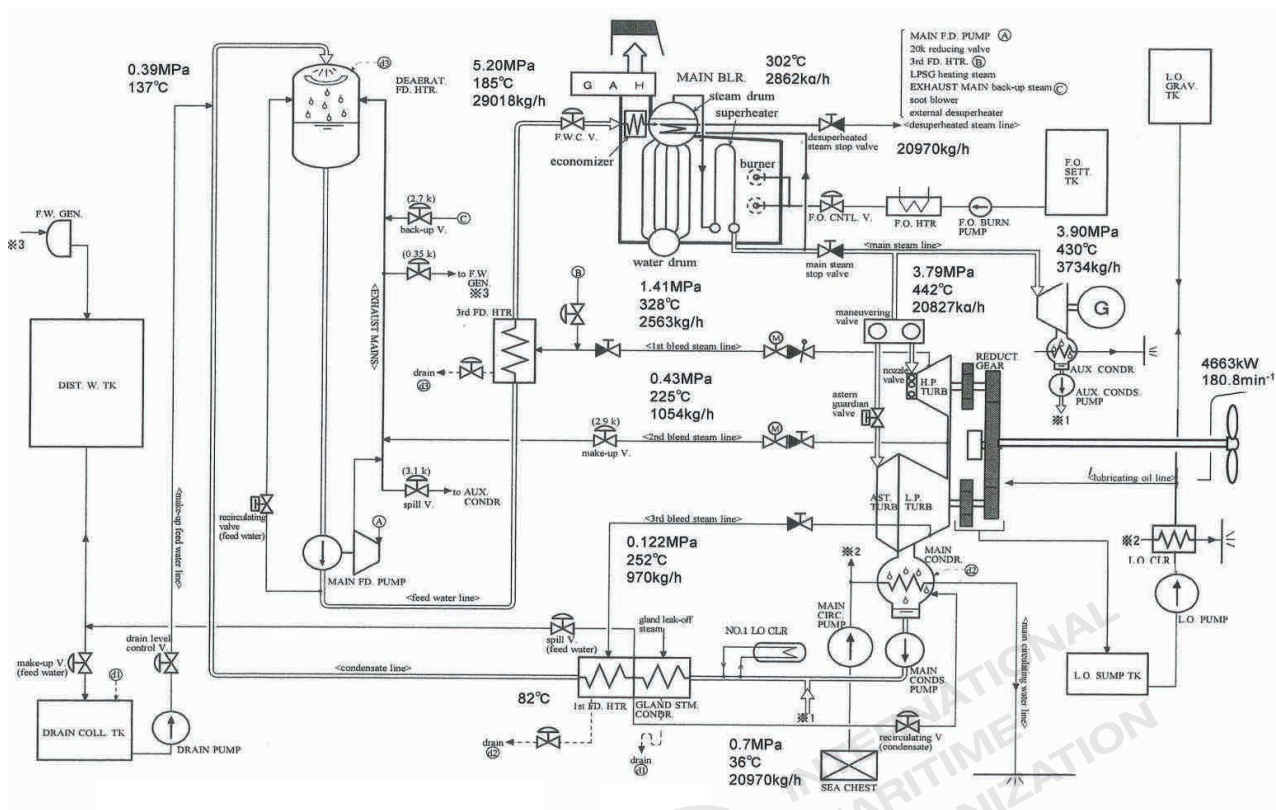 MAIN F.D. PUMP Ⓐ
20k reducing valve
3rd FD. HTR. Ⓑ
LPSG heating steam
EXHAUST MAIN back-up steam Ⓒ
soot blower
external desuperheater
<desuperheated steam line>
20970kg/h
L.O.
GRAV.
TK
0.39MPa
137℃
d3
DEAERAT.
FD. HTR.
5.20MPa
185℃
29018kg/h
G A H
MAIN BLR.
302℃
2862kg/h
steam drum
superheater
F.W.C. V.
economizer
desuperheated
steam stop valve
burner
F.O. CNTL. V.
F.O. HTR
F.O. BURN.
PUMP
F.O.
SETT.
TK
F.W. GEN.
※3
(2.7 k)
back-up V.
Ⓒ
(0.35 k)
to F.W.
GEN.
※3
<EXHAUST MAINS>
water drum
<main steam line>
main steam
stop valve
3.90MPa
430℃
3734kg/h
G
1.41MPa
328℃
2563kg/h
3.79MPa
442℃
20827kg/h
maneuvering
valve
Ⓑ
3rd FD. HTR
<1st bleed steam line>
M
nozzle
valve
H.P.
TURB
REDUCT.
GEAR
AUX CONDR.
AUX CONDS.
PUMP
※1
4663kW
180.8min⁻¹
DIST. W. TK
drain
d3
0.43MPa
225℃
1054kg/h
astern
guardian
valve
(2.9 k)
make-up V.
<2nd bleed steam line>
M
(3.1 k)
spill V.
to AUX.
CONDR
AST.
TURB
L.P.
TURB
<lubricating oil line>
<make-up feed water line>
recirculating
valve
(feed water)
Ⓐ
MAIN FD. PUMP
<feed water line>
<3rd bleed steam line>
0.122MPa
252℃
970kg/h
※2
MAIN
CONDR.
d2
※2
L.O. CLR
L.O. PUMP
MAIN
CIRC.
PUMP
<main circulating water line>
make-up V.
(feed water)
drain level
control V.
spill V.
(feed water)
gland leak-off
steam
NO.1 LO CLR
MAIN
CONDS.
PUMP
L.O. SUMP TK
<condensate line>
82℃
1st FD. HTR
GLAND STM.
CONDR.
※1
d1
DRAIN COLL. TK
DRAIN PUMP
drain
d2
drain
d1
0.7MPa
36℃
20970kg/h
recirculating V
(condensate)
SEA CHEST
INTERNATIONAL
MARITIME
ORGANIZATION